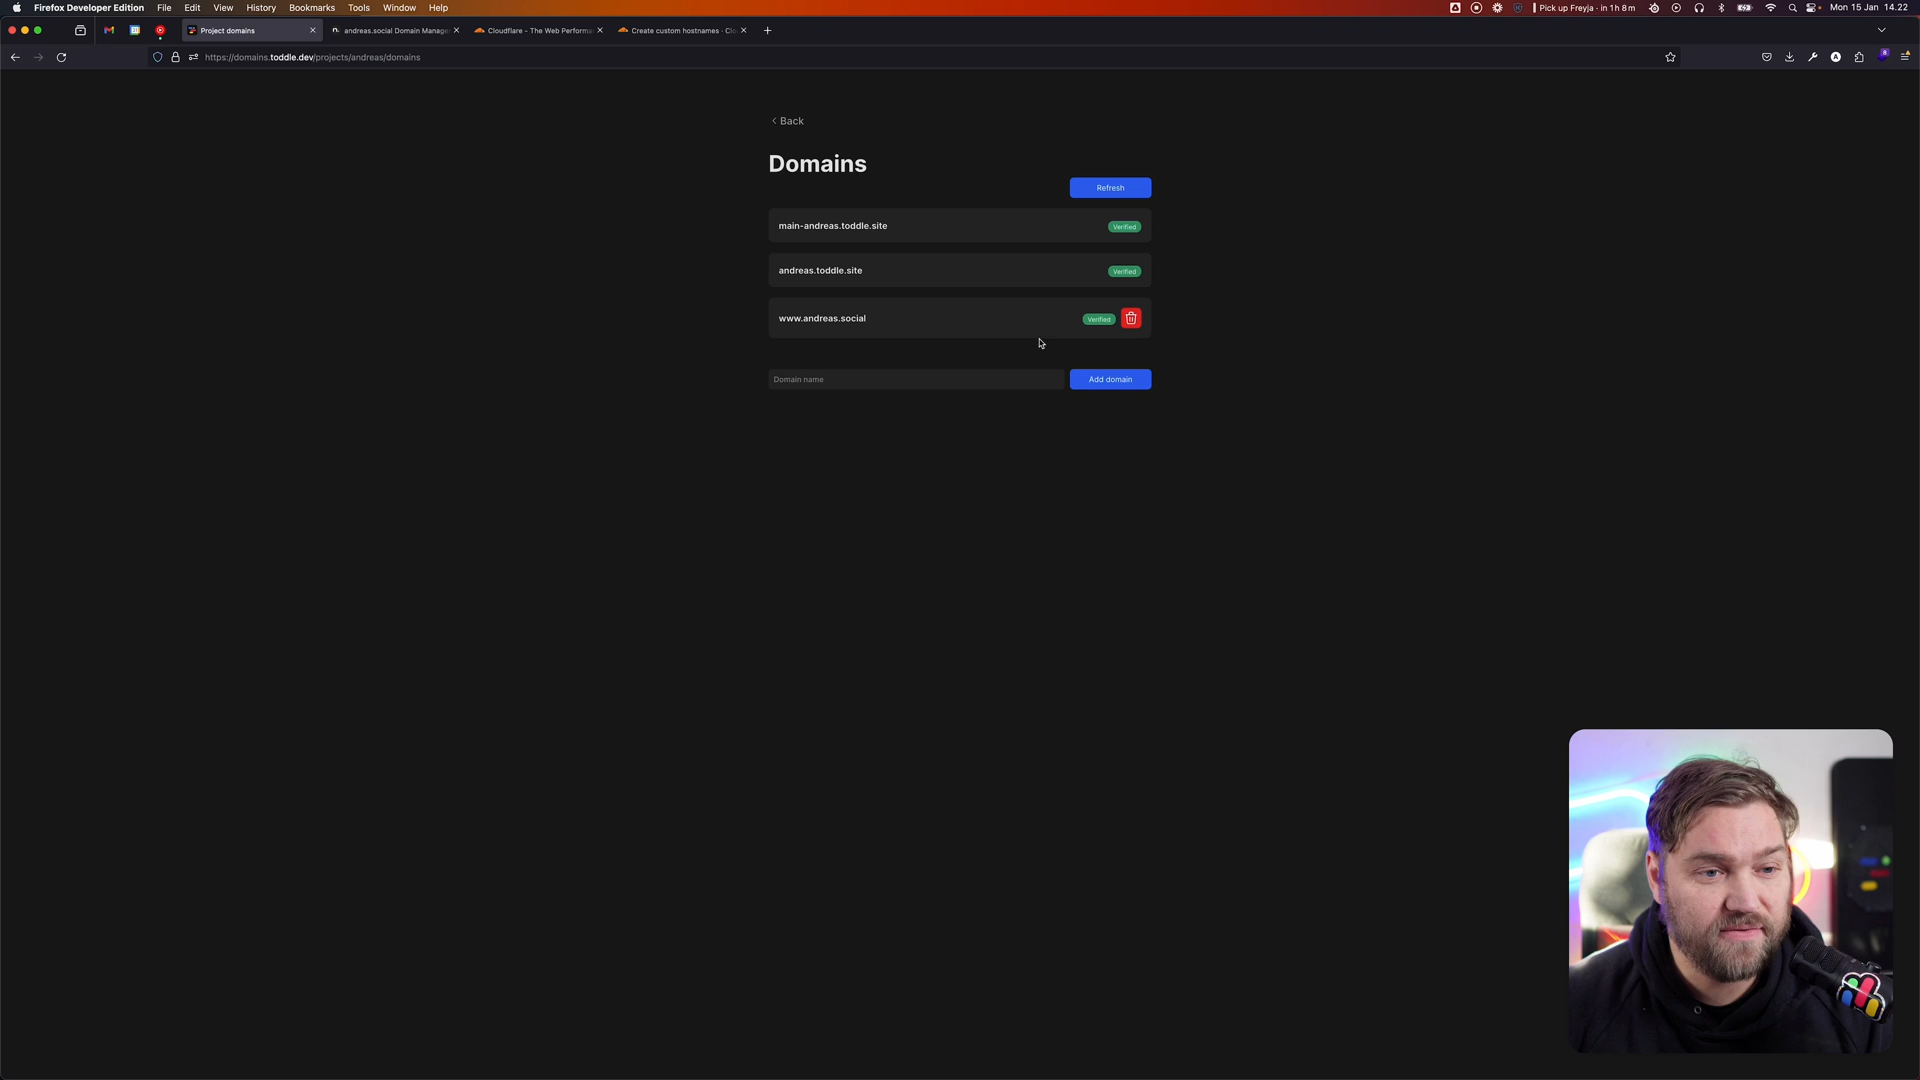 Firefox Developer Edition File Edit View History Bookmarks Tools Window Help Pick up Freyja · in 1 h 8 m Mon 15 Jan 14.22
Project domains andreas.social Domain Manage Cloudflare - The Web Performa Create custom hostnames · Clo
https://domains.toddle.dev/projects/andreas/domains
Back
Domains
Refresh
main-andreas.toddle.site Verified
andreas.toddle.site Verified
www.andreas.social Verified
Domain name Add domain